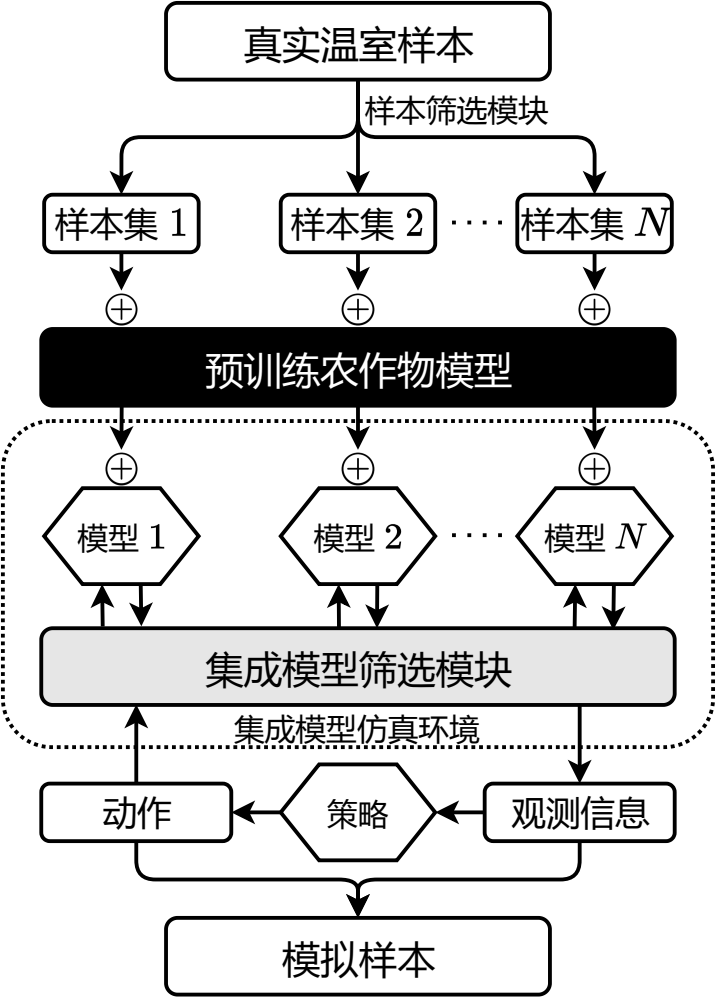 真实温室样本
样本筛选模块
样本集 1
样本集 2
样本集 N
预训练农作物模型
模型 1
模型 2
模型 N
集成模型筛选模块
集成模型仿真环境
动作
策略
观测信息
模拟样本